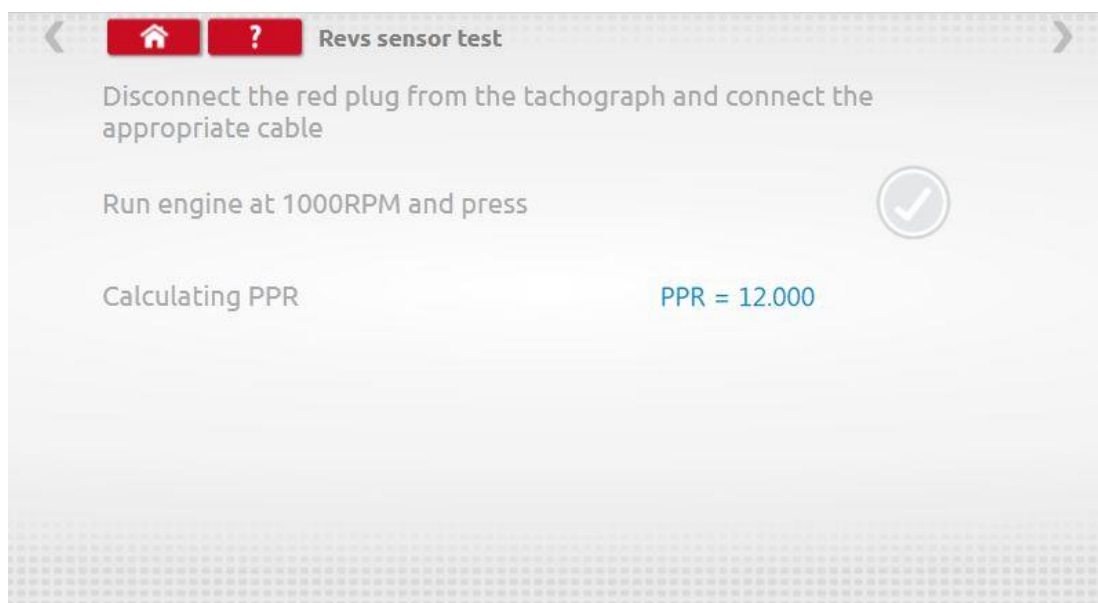 ? Revs sensor test
Disconnect the red plug from the tachograph and connect the
appropriate cable
Run engine at 1000RPM and press
Calculating PPR PPR = 12.000